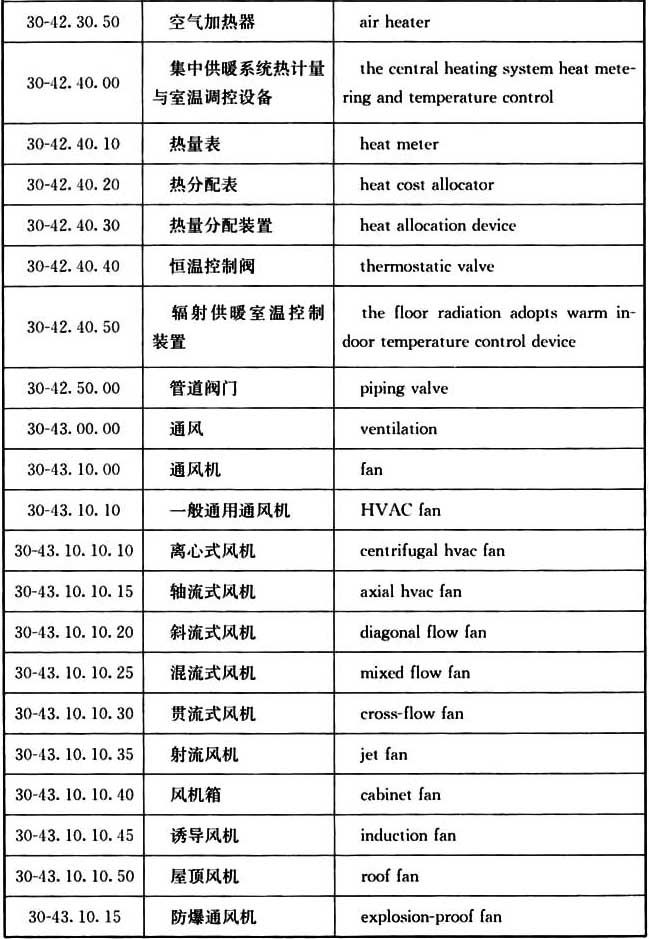 30-42.30.50 空气加热器 air heater
30-42.40.00 集中供暖系统热计量 the central heating system heat mete-
与室温调控设备 ring and temperature control
30-42.40.10 热量表 heat meter
30-42.40.20 热分配表 heat cost allocator
30-42.40.30 热量分配装置 heat allocation device
30-42.40.40 恒温控制阀 thermostatic valve
30-42.40.50 辐射供暖室温控制 the floor radiation adopts warm in-
装置 door temperature control device
30-42.50.00 管道阀门 piping valve
30-43.00.00 通风 ventilation
30-43.10.00 通风机 fan
30-43.10.10 一般通用通风机 HVAC fan
30-43.10.10.10 离心式风机 centrifugal hvac fan
30-43.10.10.15 轴流式风机 axial hvac fan
30-43.10.10.20 斜流式风机 diagonal flow fan
30-43.10.10.25 混流式风机 mixed flow fan
30-43.10.10.30 贯流式风机 cross-flow fan
30-43.10.10.35 射流风机 jet fan
30-43.10.10.40 风机箱 cabinet fan
30-43.10.10.45 诱导风机 induction fan
30-43.10.10.50 屋顶风机 roof fan
30-43.10.15 防爆通风机 explosion-proof fan